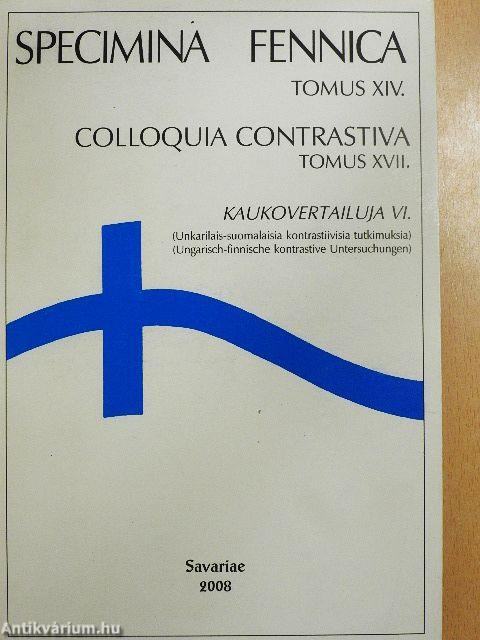 SPECIMINA FENNICA
TOMUS XIV.
COLLOQUIA CONTRASTIVA
TOMUS XVII.
KAUKOVERTAILUJA VI.
(Unkarilais-suomalaisia kontrastiivisia tutkimuksia)
(Ungarisch-finnische kontrastive Untersuchungen)
Savariae
2008
Antikvárium.hu